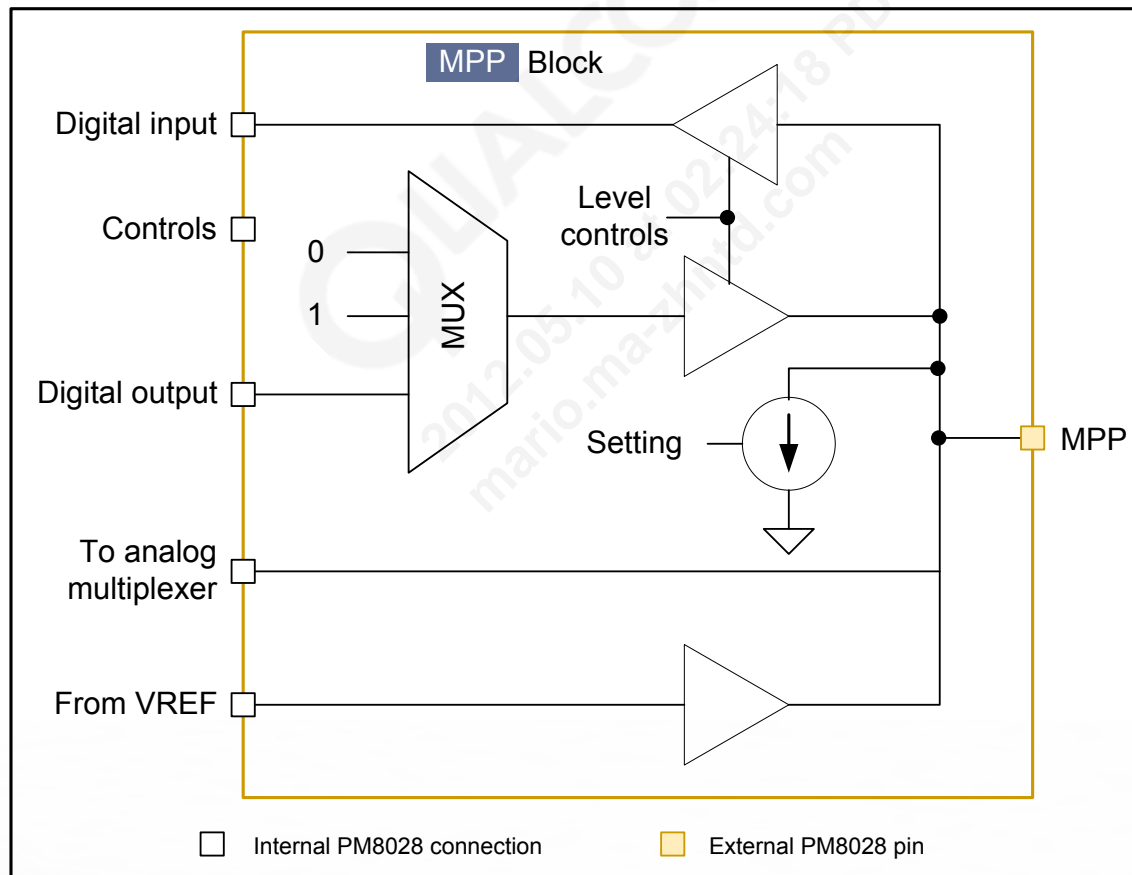 MPP Block
Digital input
Controls
Level
controls
0
1
MUX
Digital output
Setting
MPP
To analog
multiplexer
From VREF
Internal PM8028 connection
External PM8028 pin